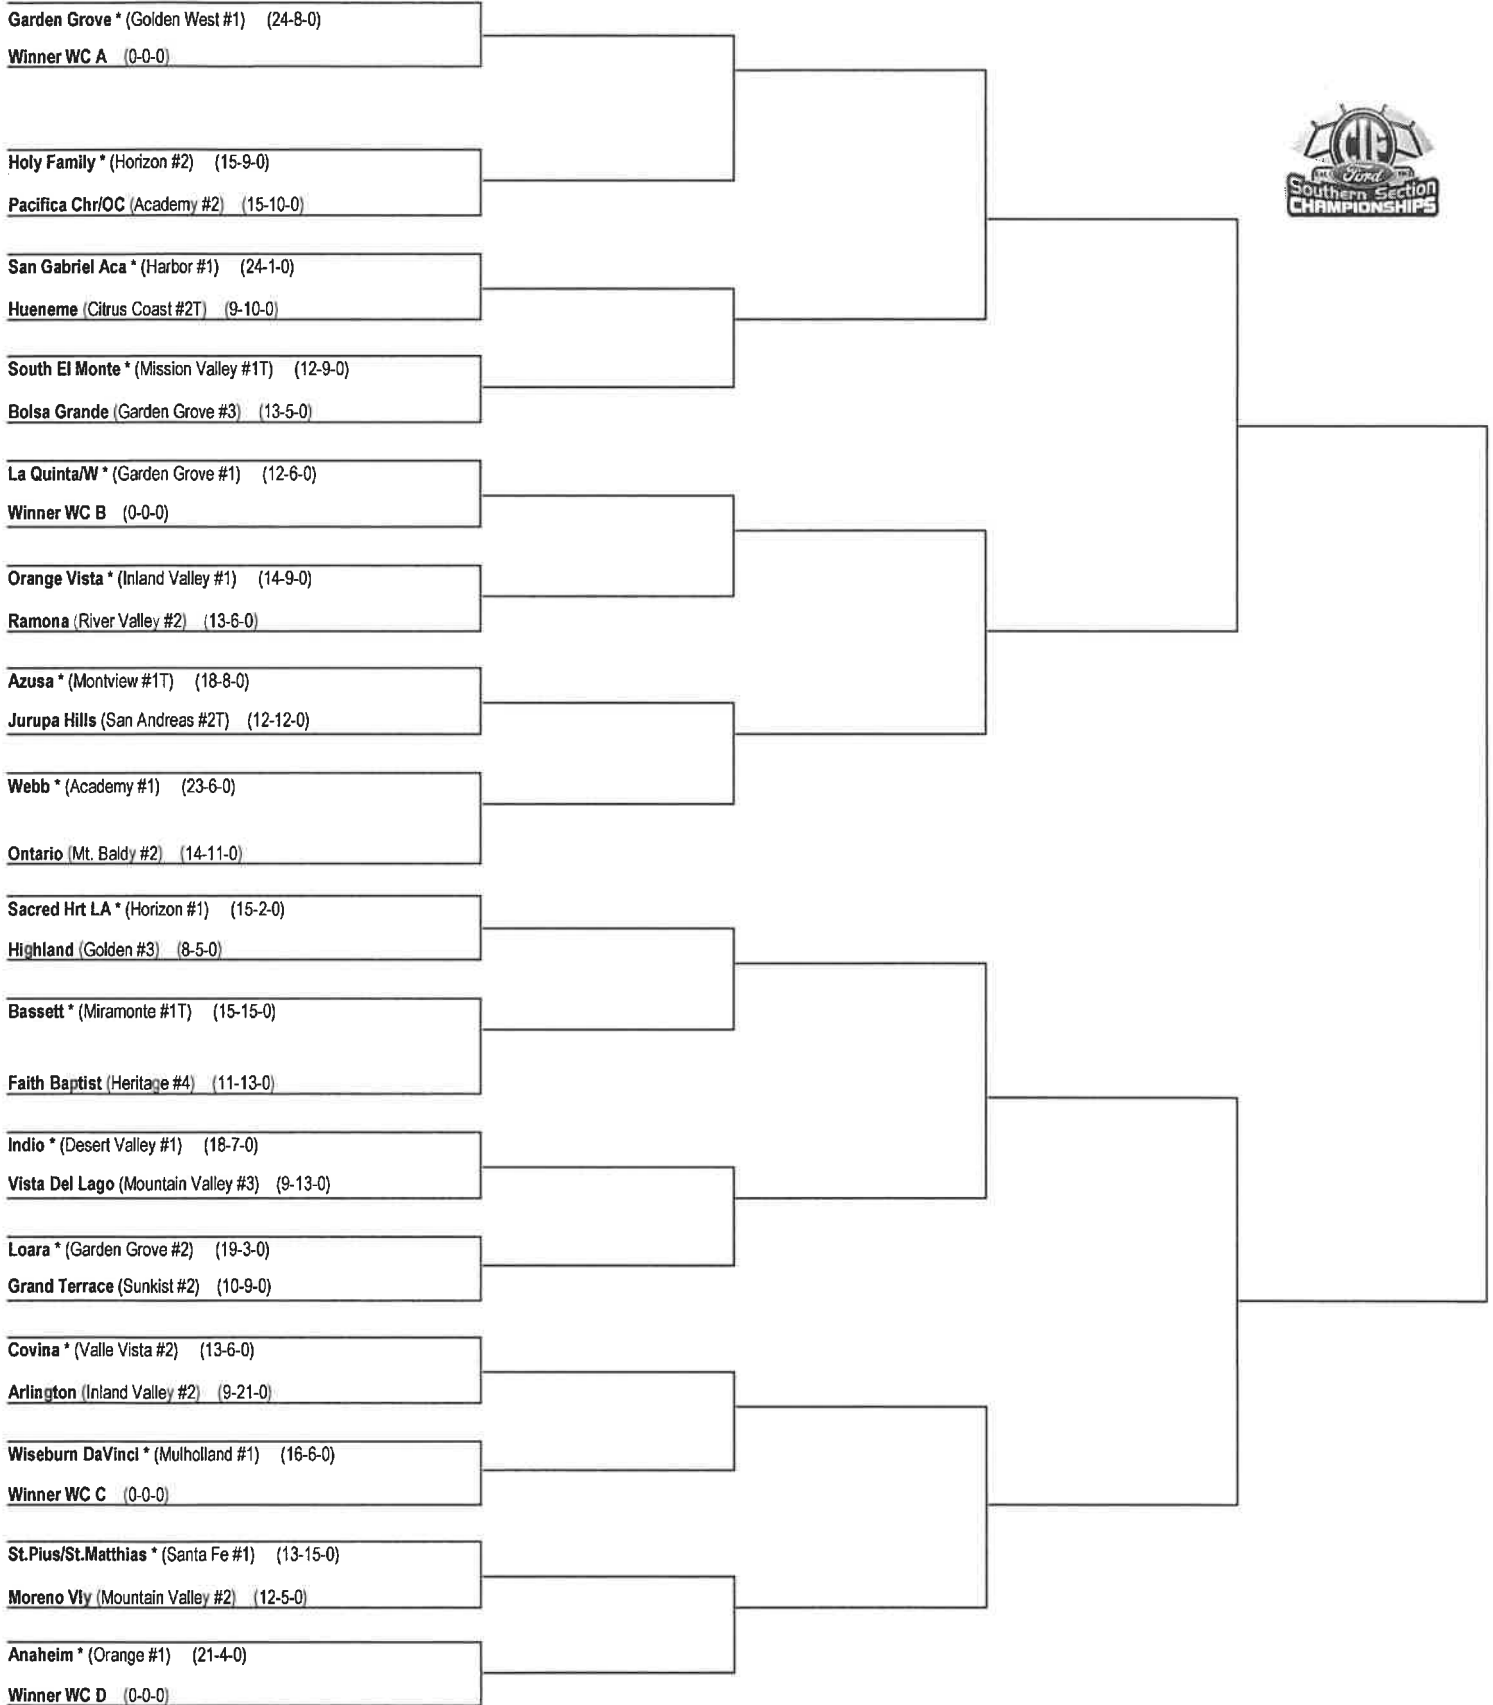 Garden Grove * (Golden West #1) (24-8-0)
Winner WC A (0-0-0)
Holy Family * (Horizon #2) (15-9-0)
Pacifica Chr/OC (Academy #2) (15-10-0)
San Gabriel Aca * (Harbor #1) (24-1-0)
Hueneme (Citrus Coast #2T) (9-10-0)
South El Monte * (Mission Valley #1T) (12-9-0)
Bolsa Grande (Garden Grove #3) (13-5-0)
La Quinta/W * (Garden Grove #1) (12-6-0)
Winner WC B (0-0-0)
Orange Vista * (Inland Valley #1) (14-9-0)
Ramona (River Valley #2) (13-6-0)
Azusa * (Montview #1T) (18-8-0)
Jurupa Hills (San Andreas #2T) (12-12-0)
Webb * (Academy #1) (23-6-0)
Ontario (Mt. Baldy #2) (14-11-0)
Sacred Hrt LA * (Horizon #1) (15-2-0)
Highland (Golden #3) (8-5-0)
Bassett * (Miramonte #1T) (15-15-0)
Faith Baptist (Heritage #4) (11-13-0)
Indio * (Desert Valley #1) (18-7-0)
Vista Del Lago (Mountain Valley #3) (9-13-0)
Loara * (Garden Grove #2) (19-3-0)
Grand Terrace (Sunkist #2) (10-9-0)
Covina * (Valle Vista #2) (13-6-0)
Arlington (Inland Valley #2) (9-21-0)
Wiseburn DaVinci * (Mulholland #1) (16-6-0)
Winner WC C (0-0-0)
St.Pius/St.Matthias * (Santa Fe #1) (13-15-0)
Moreno Vly (Mountain Valley #2) (12-5-0)
Anaheim * (Orange #1) (21-4-0)
Winner WC D (0-0-0)
CIF
Ford
Southern Section
CHAMPIONSHIPS